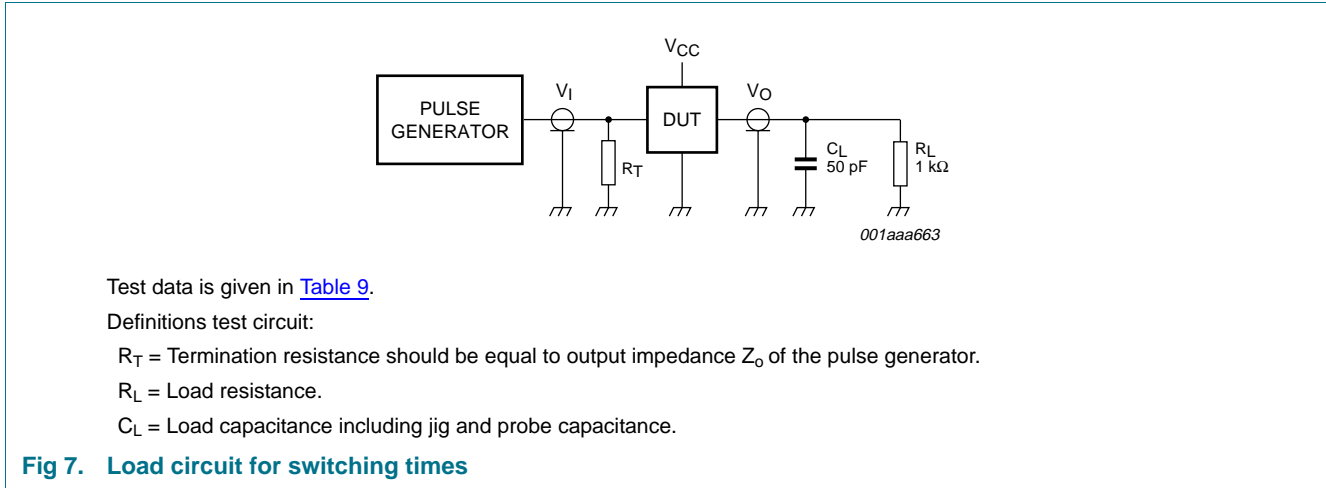 VCC
PULSE
GENERATOR
VI
DUT
VO
RT
CL
50 pF
RL
1 kΩ
001aaa663
Test data is given in Table 9.
Definitions test circuit:
RT = Termination resistance should be equal to output impedance Zo of the pulse generator.
RL = Load resistance.
CL = Load capacitance including jig and probe capacitance.
Fig 7. Load circuit for switching times